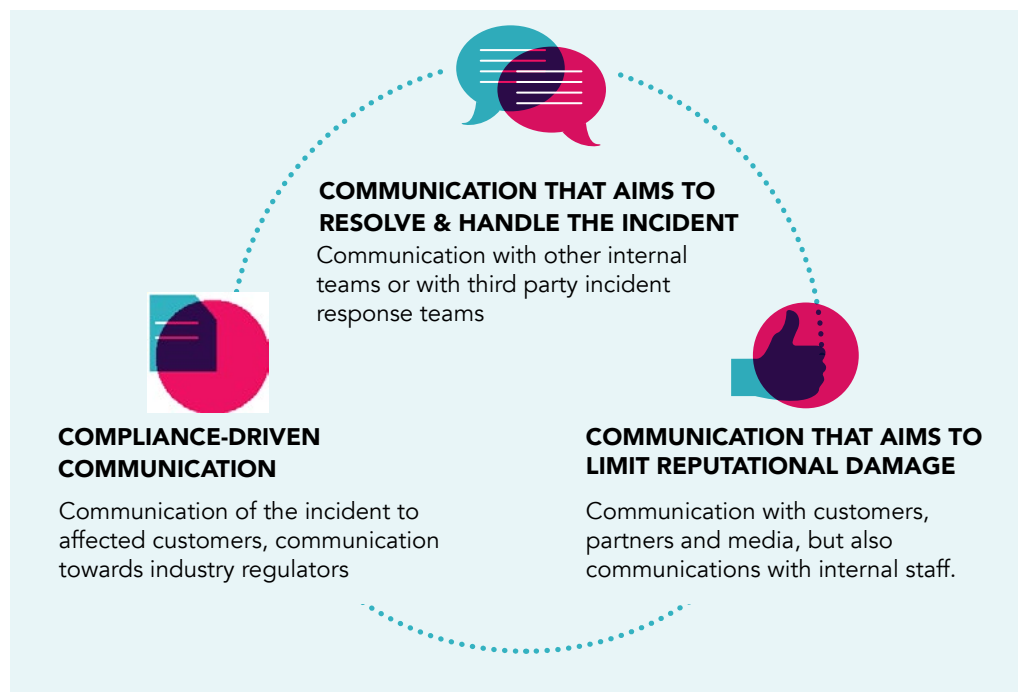 COMMUNICATION THAT AIMS TO
RESOLVE & HANDLE THE INCIDENT
Communication with other internal
teams or with third party incident
response teams
COMPLIANCE-DRIVEN
COMMUNICATION
Communication of the incident to
affected customers, communication
towards industry regulators
COMMUNICATION THAT AIMS TO
LIMIT REPUTATIONAL DAMAGE
Communication with customers,
partners and media, but also
communications with internal staff.